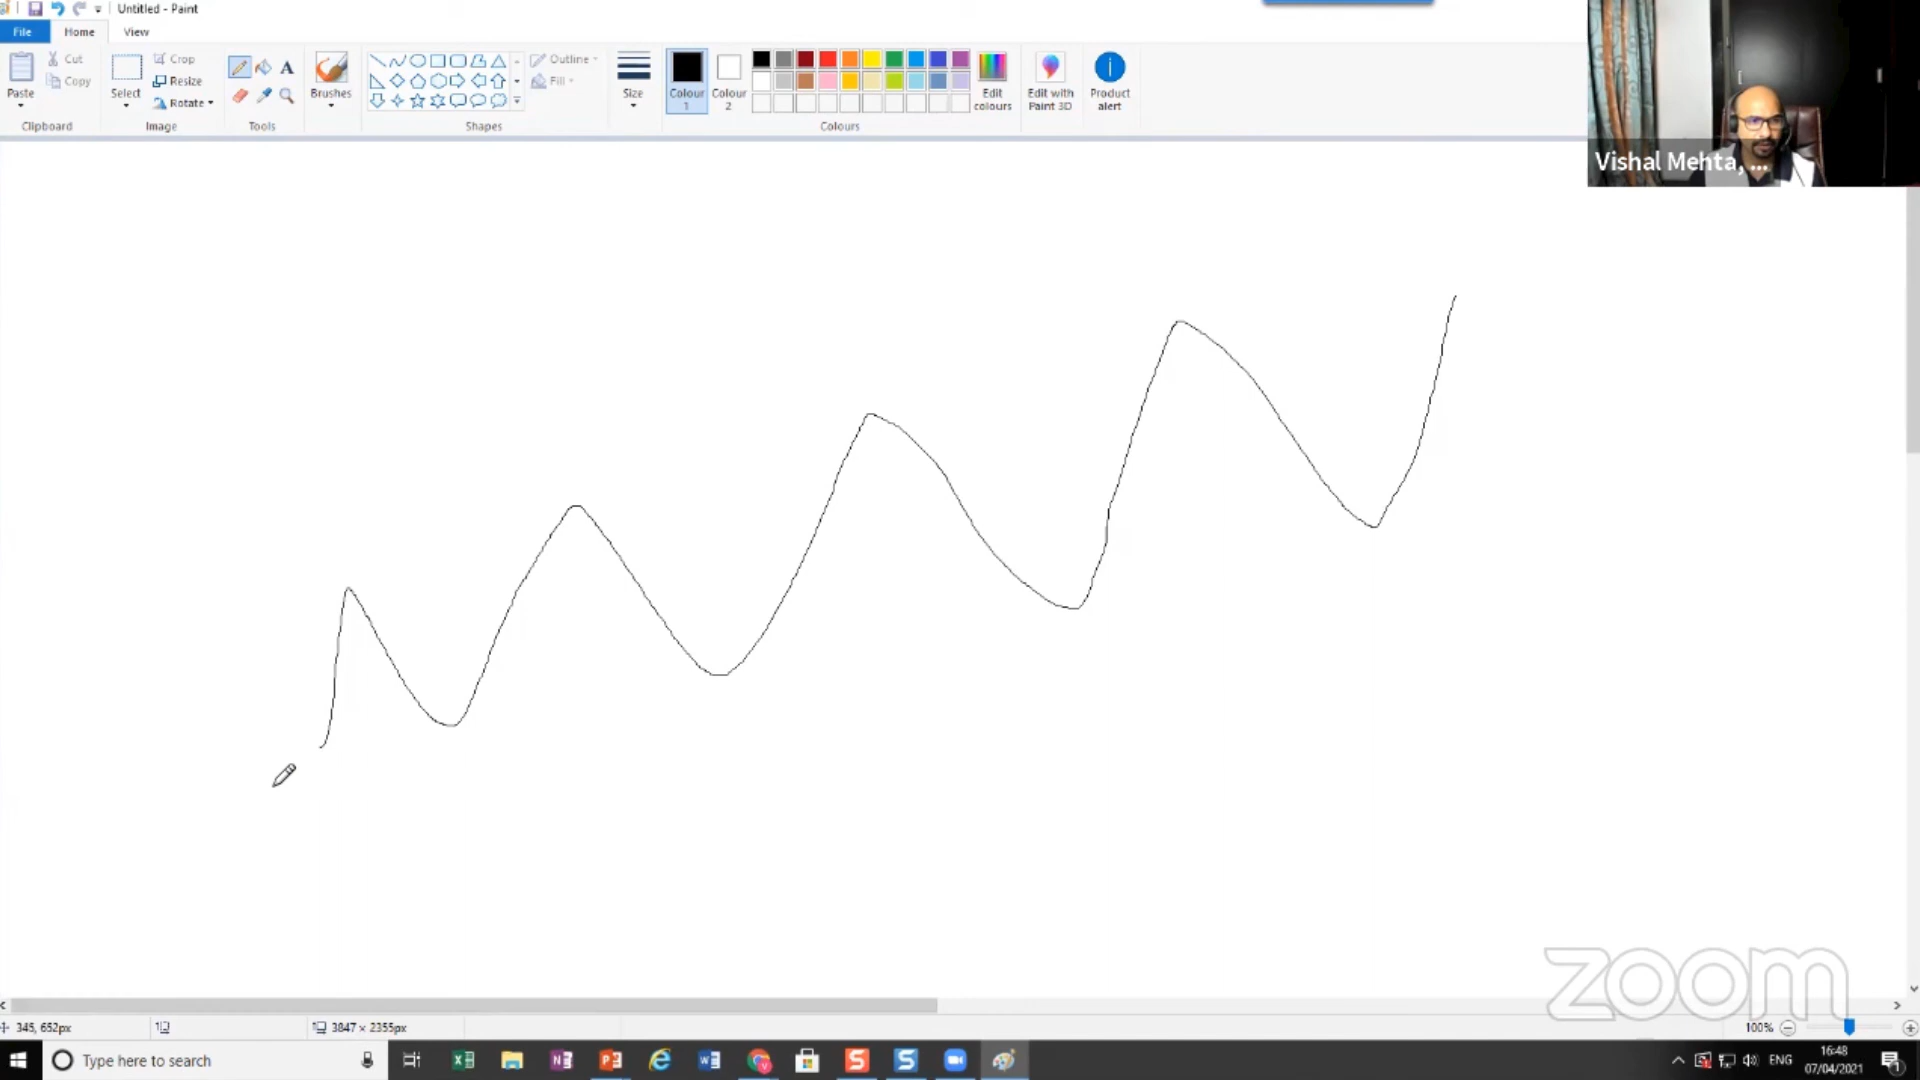 Untitled - Paint
File Home View
Paste
Cut
Copy
Clipboard
Select
Crop
Resize
Rotate
Image
A
Tools
Brushes
Shapes
Outline
Fill
Size
Colour 1
Colour 2
Colours
Edit colours
Edit with Paint 3D
Product alert
Vishal Mehta, ...
zoom
345, 652px
3847 × 2355px
100%
Type here to search
ENG
16:48
07/04/2021